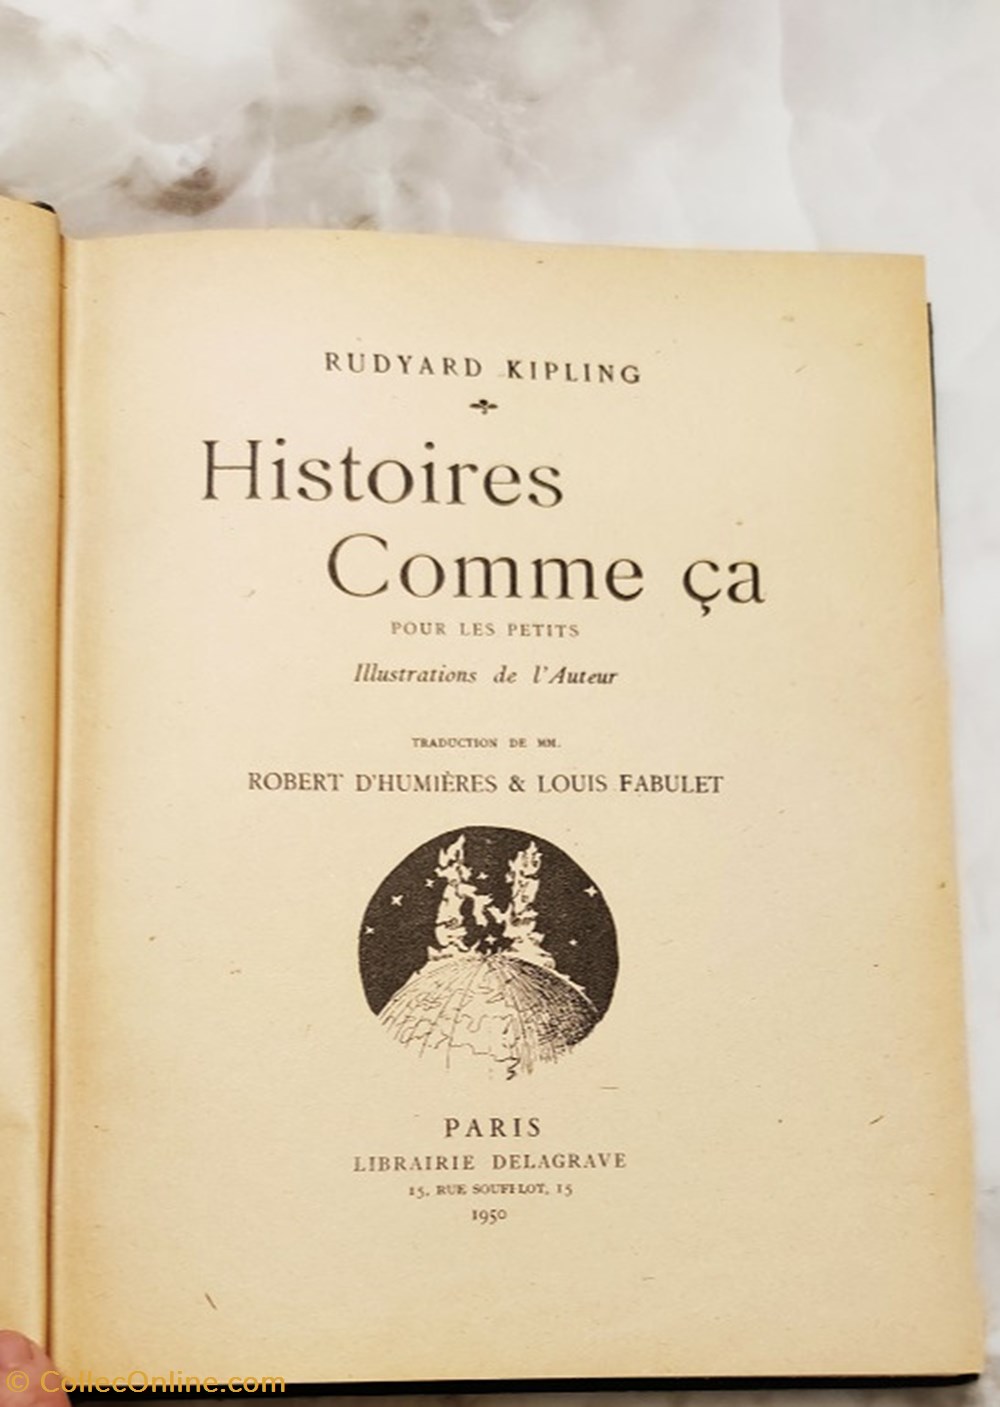 RUDYARD KIPLING
Histoires
Comme ça
POUR LES PETITS
Illustrations de l'Auteur
TRADUCTION DE MM.
ROBERT D'HUMIÈRES & LOUIS FABULET
PARIS
LIBRAIRIE DELAGRAVE
15, RUE SOUFFLOT, 15
1950
© CollecOnline.com